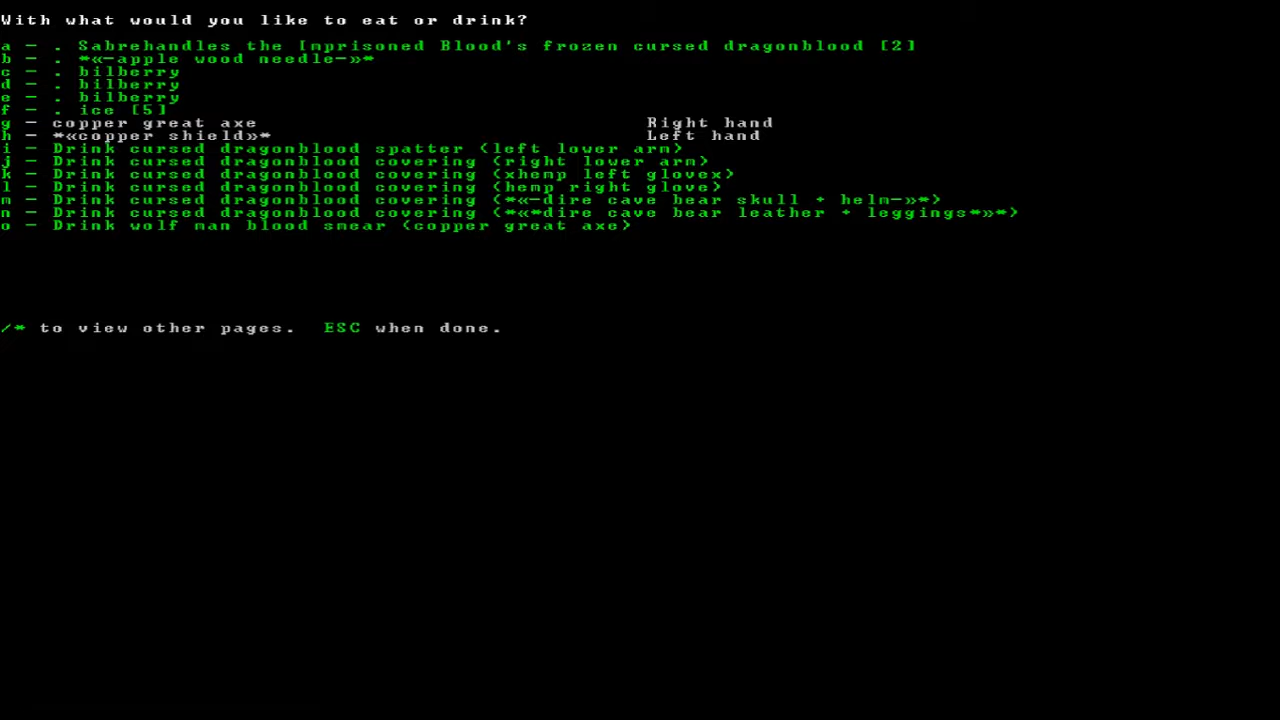 With what would you like to eat or drink?
a - . Sabrehandles the Imprisoned Blood's frozen cursed dragonblood [2]
b - . *«-apple wood needle-»*
c - . bilberry
d - . bilberry
e - . bilberry
f - . ice [5]
g - copper great axe Right hand
h - *«copper shield»* Left hand
i - Drink cursed dragonblood spatter (left lower arm)
j - Drink cursed dragonblood covering (right lower arm)
k - Drink cursed dragonblood covering (xhemp left glovex)
l - Drink cursed dragonblood covering (hemp right glove)
m - Drink cursed dragonblood covering (*«-dire cave bear skull + helm-»*)
n - Drink cursed dragonblood covering (*«*dire cave bear leather + leggings*»*)
o - Drink wolf man blood smear (copper great axe)
/* to view other pages. ESC when done.